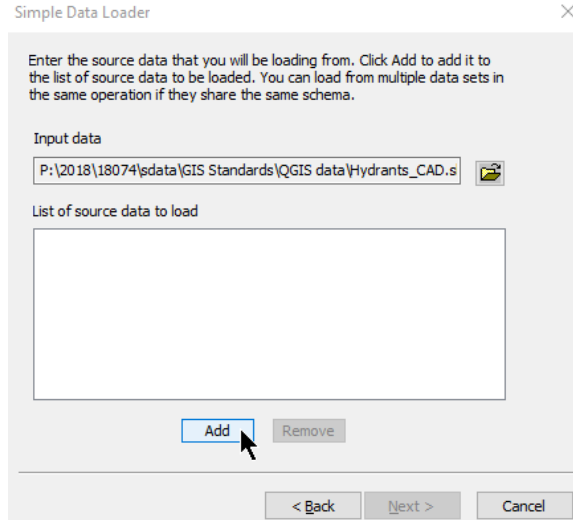 Simple Data Loader
Enter the source data that you will be loading from. Click Add to add it to
the list of source data to be loaded. You can load from multiple data sets in
the same operation if they share the same schema.
Input data
P:\2018\18074\sdata\GIS Standards\QGIS data\Hydrants_CAD.s
List of source data to load
Add Remove
< Back Next > Cancel